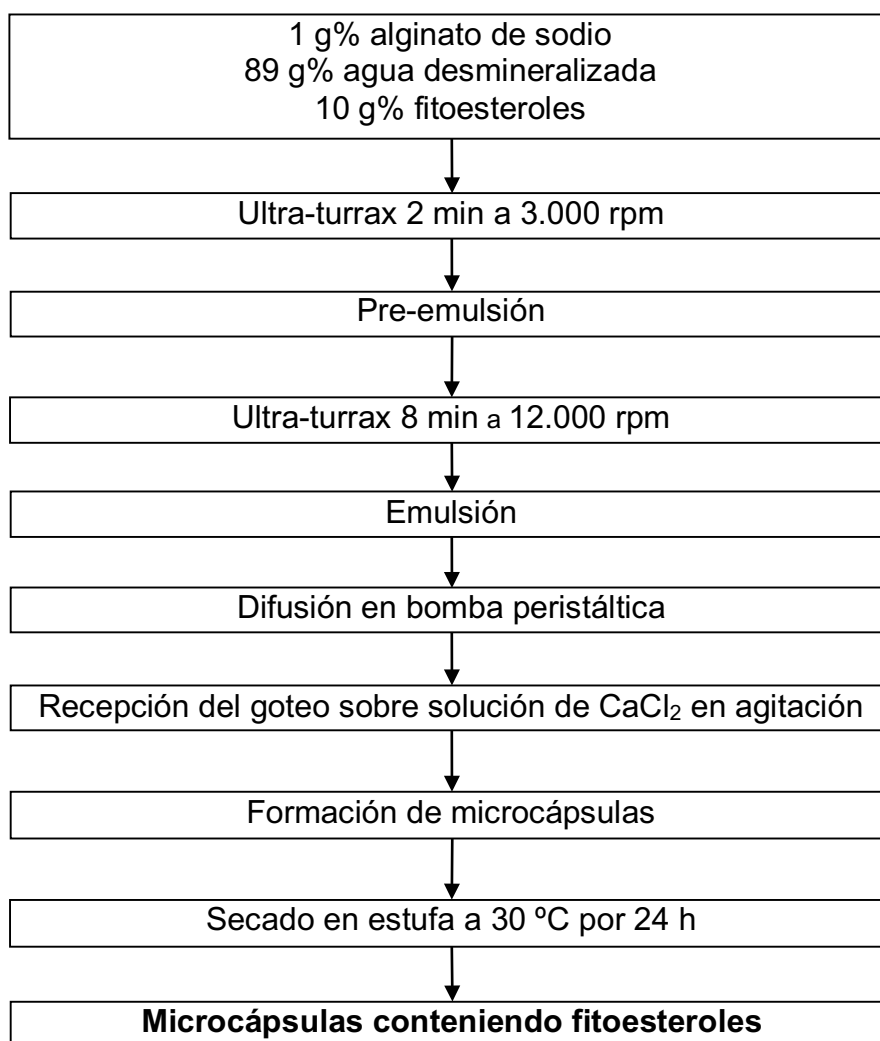 1 g% alginato de sodio
89 g% agua desmineralizada
10 g% fitoesteroles
Ultra-turrax 2 min a 3.000 rpm
Pre-emulsión
Ultra-turrax 8 min a 12.000 rpm
Emulsión
Difusión en bomba peristáltica
Recepción del goteo sobre solución de CaCl₂ en agitación
Formación de microcápsulas
Secado en estufa a 30 ºC por 24 h
Microcápsulas conteniendo fitoesteroles